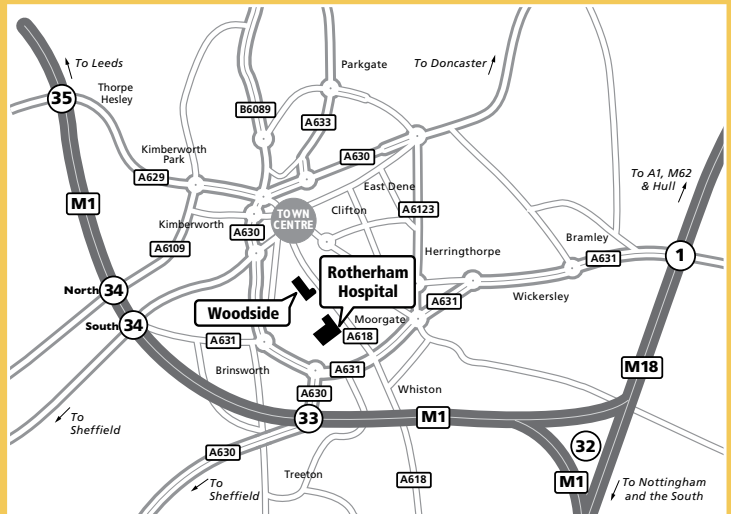 To Leeds
Parkgate
To Doncaster
35
Thorpe
Hesley
B6089
A633
Kimberworth
Park
A630
A629
To A1, M62
& Hull
M1
East Dene
TOWN
CENTRE
Clifton
A6123
Kimberworth
A630
A6109
Herringthorpe
Bramley
A631
1
Rotherham
Hospital
North
34
Woodside
A631
Wickersley
South
34
Moorgate
A618
A631
Brinsworth
A631
M18
Whiston
A630
33
M1
To
Sheffield
32
A630
Treeton
To
Sheffield
A618
M1
To Nottingham
and the South